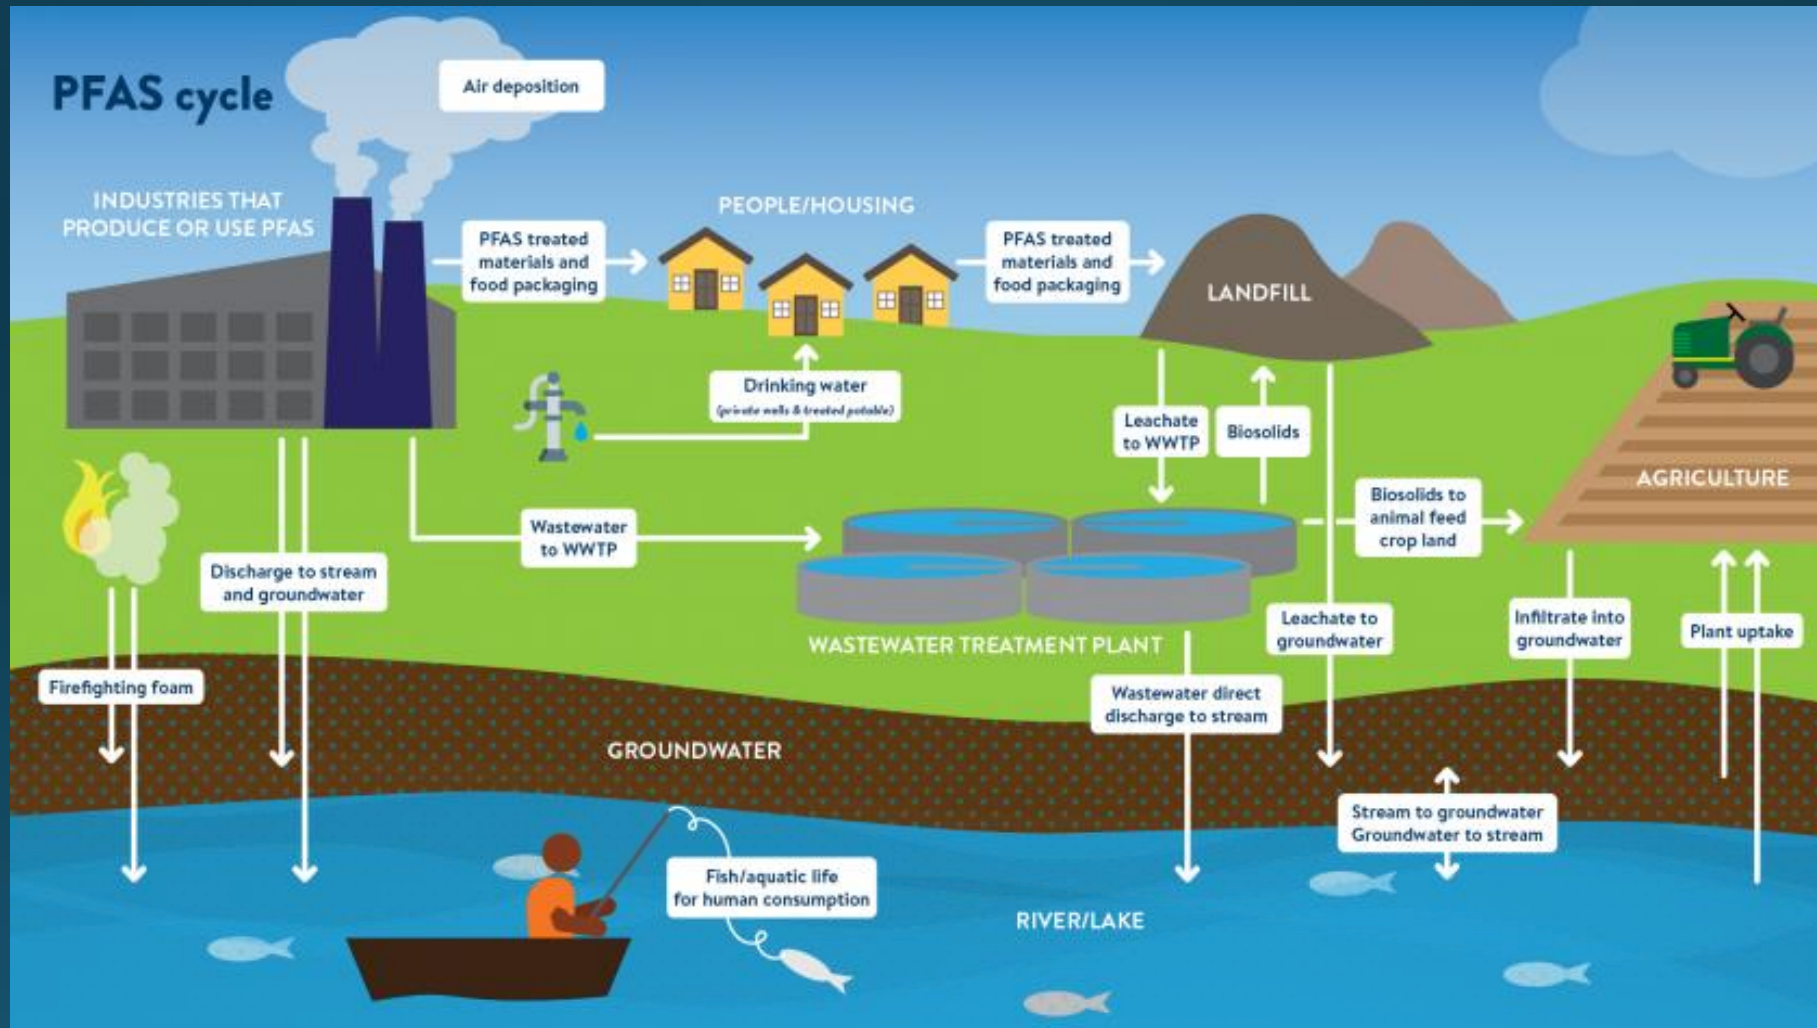 PFAS cycle
Air deposition
INDUSTRIES THAT
PRODUCE OR USE PFAS
PFAS treated
materials and
food packaging
PEOPLE/HOUSING
PFAS treated
materials and
food packaging
LANDFILL
Drinking water
(private wells & treated potable)
Leachate
to WWTP
Biosolids
AGRICULTURE
Biosolids to
animal feed
crop land
Wastewater
to WWTP
Discharge to stream
and groundwater
WASTEWATER TREATMENT PLANT
Leachate to
groundwater
Infiltrate into
groundwater
Plant uptake
Firefighting foam
Wastewater direct
discharge to stream
GROUNDWATER
Stream to groundwater
Groundwater to stream
Fish/aquatic life
for human consumption
RIVER/LAKE